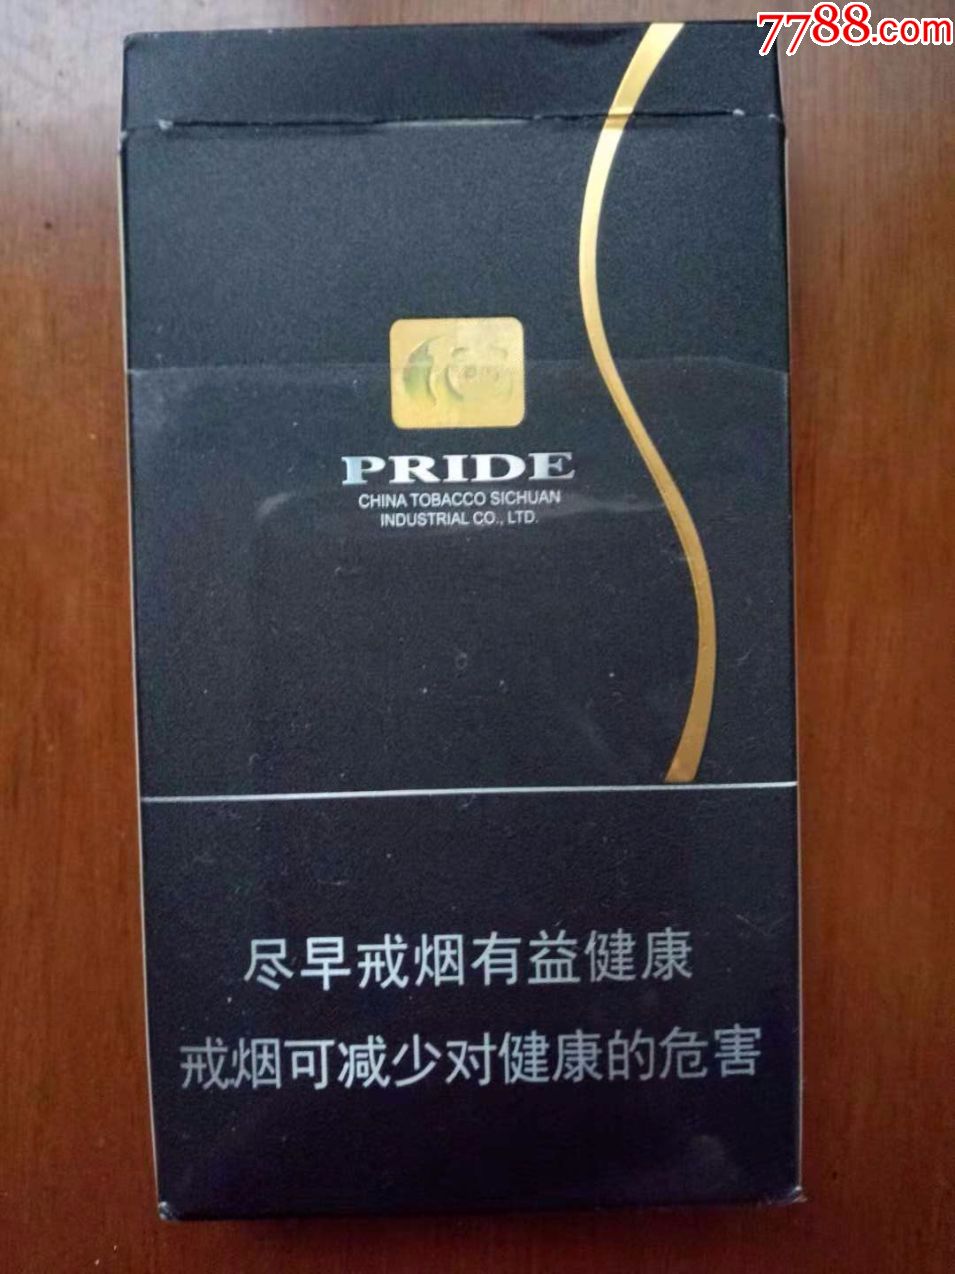 7788.com
PRIDE
CHINA TOBACCO SICHUAN
INDUSTRIAL CO., LTD.
尽早戒烟有益健康
戒烟可减少对健康的危害